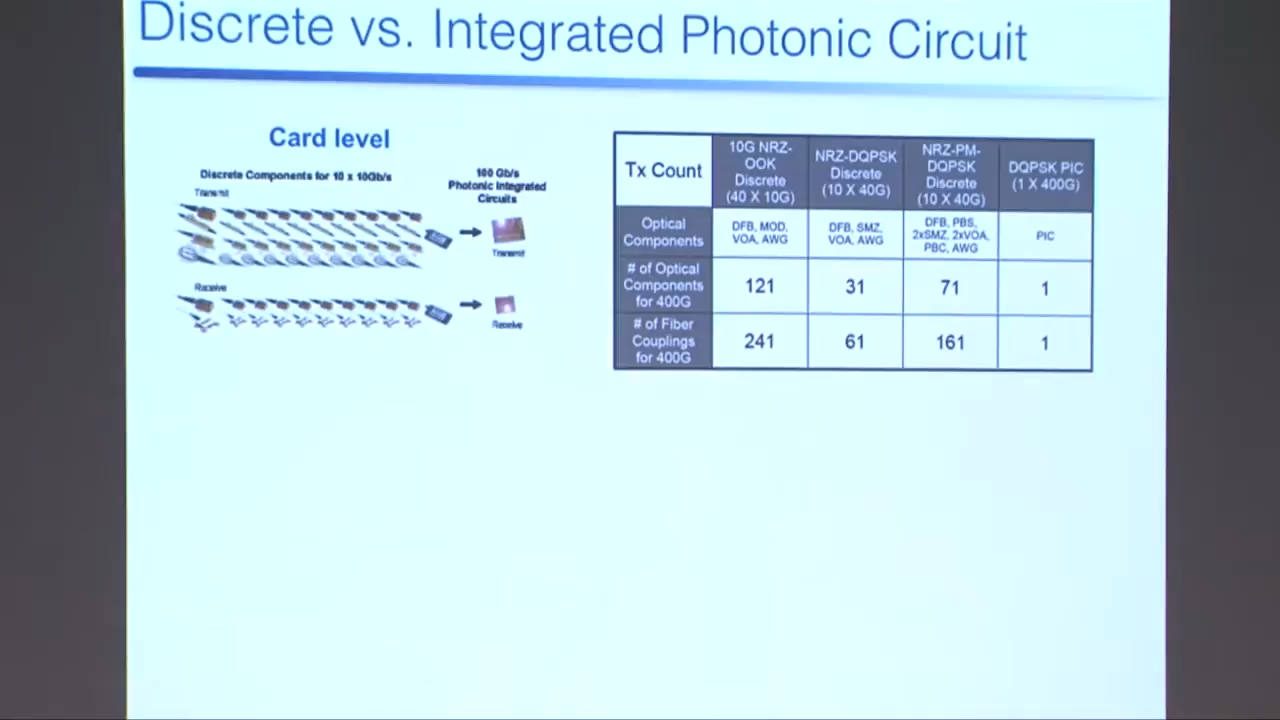 Discrete vs. Integrated Photonic Circuit
Card level
Discrete Components for 10 x 10Gb/s
Transmit
100 Gb/s
Photonic Integrated
Circuits
Transmit
Receive
Receive
Tx Count
10G NRZ-
OOK
Discrete
(40 X 10G)
NRZ-DQPSK
Discrete
(10 X 40G)
NRZ-PM-
DQPSK
Discrete
(10 X 40G)
DQPSK PIC
(1 X 400G)
Optical
Components
DFB, MOD,
VOA, AWG
DFB, SMZ,
VOA, AWG
DFB, PBS,
2xSMZ, 2xVOA,
PBC, AWG
PIC
# of Optical
Components
for 400G
121
31
71
1
# of Fiber
Couplings
for 400G
241
61
161
1